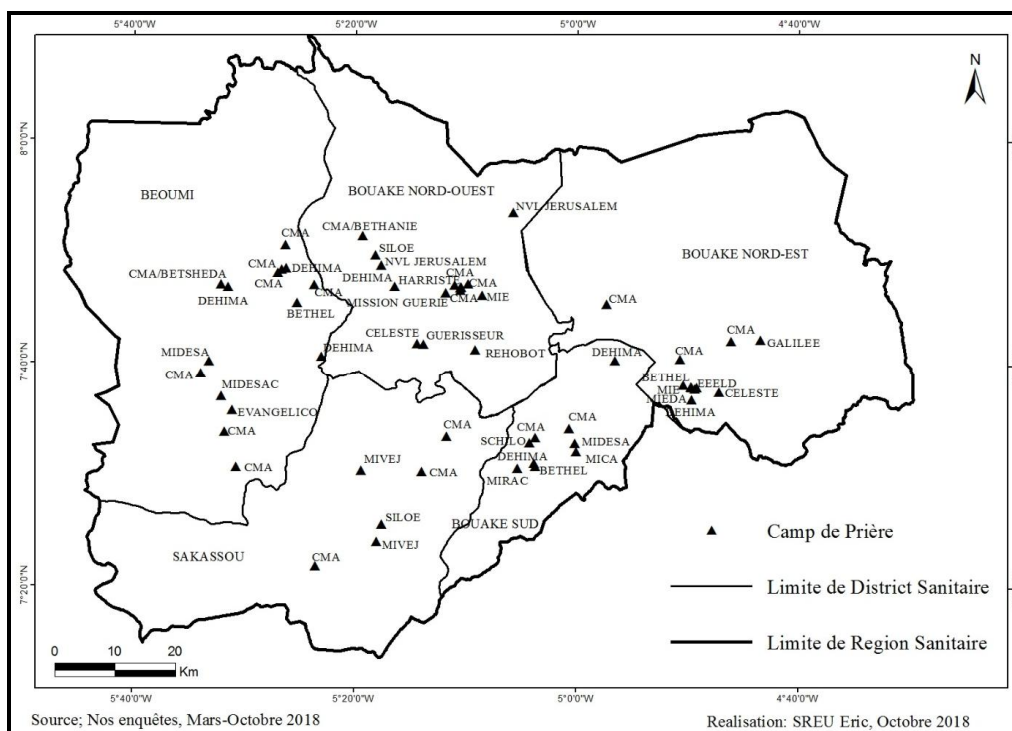 5°40'0"W 5°20'0"W 5°0'0"W 4°40'0"W
N
8°0'0"N
BEOUMI
BOUAKE NORD-OUEST
NVL JERUSALEM
CMA
CMA/BETHANIE
SILOE
NVL JERUSALEM
BOUAKE NORD-EST
CMA
DEHIMA
CMA/BETSHEDA
CMA
DEHIMA
HARRISTE
CMA
CMA
DEHIMA
CMA
MISSION GUERIE
CMA
MIE
BETHEL
CMA
CELESTE
GUERISSEUR
CMA
GALILEE
7°40'0"N
MIDESA
DEHIMA
REHOBOT
DEHIMA
CMA
CMA
BETHEL
EEELD
MIE
MIEDA
CELESTE
DEHIMA
MIDESAC
EVANGELICO
CMA
CMA
CMA
CMA
SCHILO
MIDESA
CMA
MIVEJ
CMA
DEHIMA
MICA
BETHEL
MIRAC
SILOE
BOUAKE SUD
MIVEJ
SAKASSOU
CMA
7°20'0"N
Camp de Prière
Limite de District Sanitaire
Limite de Region Sanitaire
0 10 20
Km
5°40'0"W 5°20'0"W 5°0'0"W 4°40'0"W
Source; Nos enquêtes, Mars-Octobre 2018
Realisation: SREU Eric, Octobre 2018